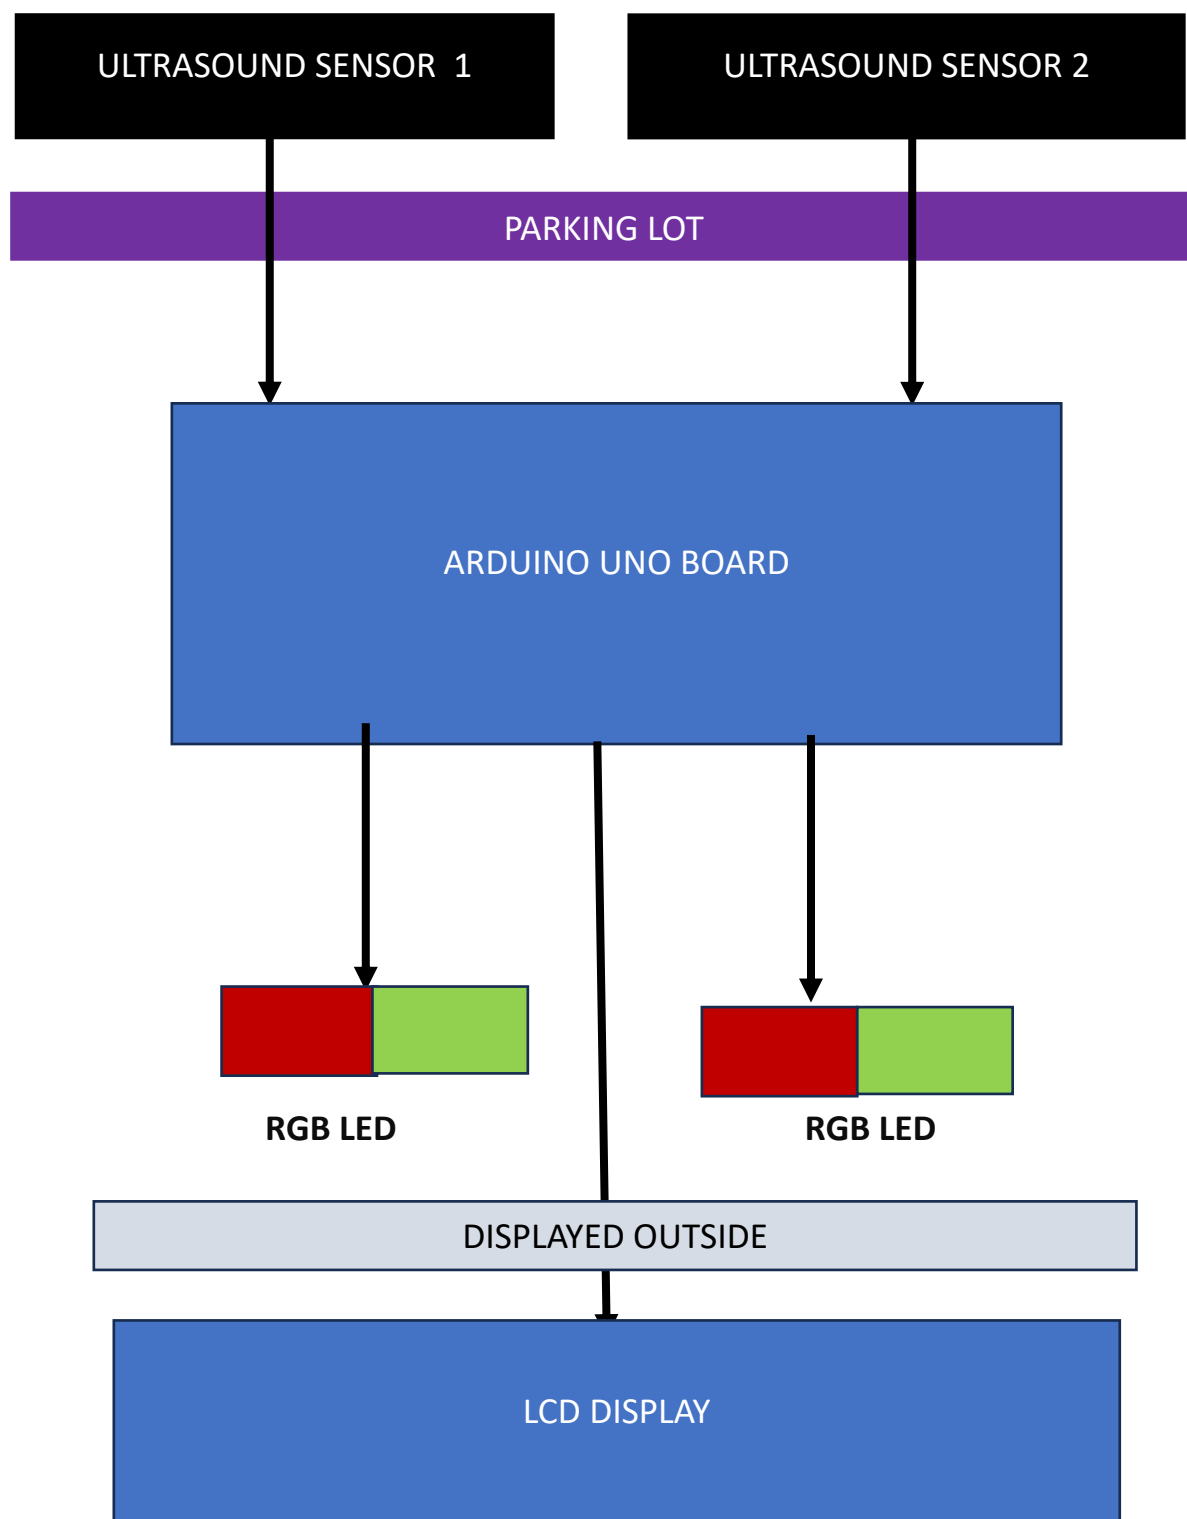 ULTRASOUND SENSOR  1
ULTRASOUND SENSOR 2
PARKING LOT
ARDUINO UNO BOARD
RGB LED
RGB LED
DISPLAYED OUTSIDE
LCD DISPLAY